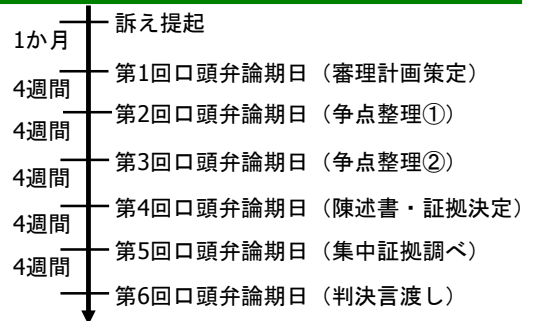 訴え提起
1か月
第1回口頭弁論期日（審理計画策定）
4週間
第2回口頭弁論期日（争点整理①）
4週間
第3回口頭弁論期日（争点整理②）
4週間
第4回口頭弁論期日（陳述書・証拠決定）
4週間
第5回口頭弁論期日（集中証拠調べ）
4週間
第6回口頭弁論期日（判決言渡し）